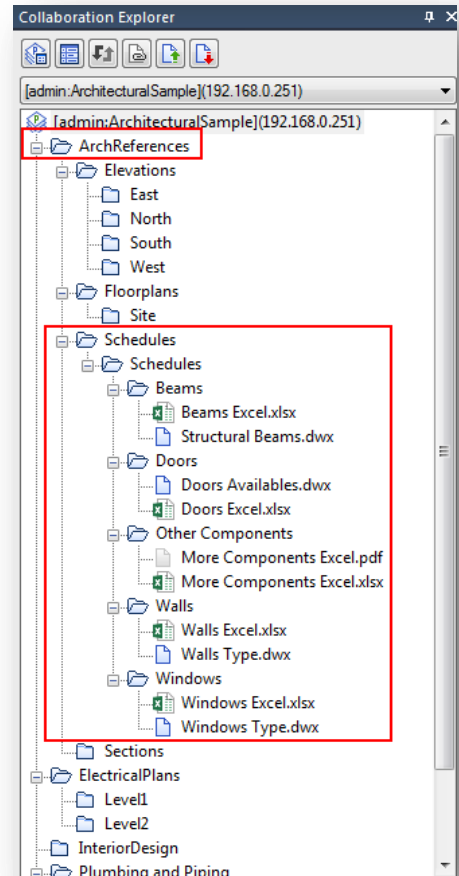 Collaboration Explorer
[admin:ArchitecturalSample](192.168.0.251)
[admin:ArchitecturalSample](192.168.0.251)
ArchReferences
Elevations
East
North
South
West
Floorplans
Site
Schedules
Schedules
Beams
Beams Excel.xlsx
Structural Beams.dwx
Doors
Doors Availables.dwx
Doors Excel.xlsx
Other Components
More Components Excel.pdf
More Components Excel.xlsx
Walls
Walls Excel.xlsx
Walls Type.dwx
Windows
Windows Excel.xlsx
Windows Type.dwx
Sections
ElectricalPlans
Level1
Level2
InteriorDesign
Plumbing and Piping